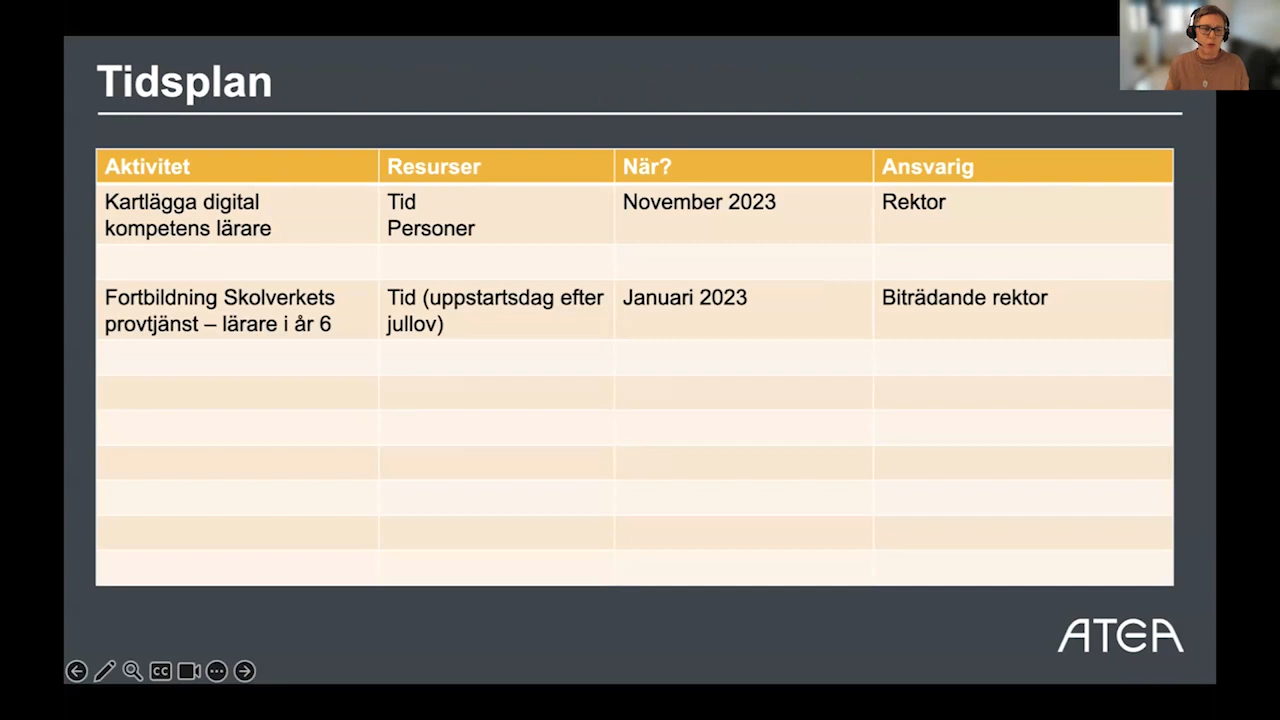 Tidsplan
Aktivitet
Resurser
När?
Ansvarig
Kartlägga digital
kompetens lärare
Tid
Personer
November 2023
Rektor
Fortbildning Skolverkets
provtjänst – lärare i år 6
Tid (uppstartsdag efter
jullov)
Januari 2023
Biträdande rektor
ATEA
CC